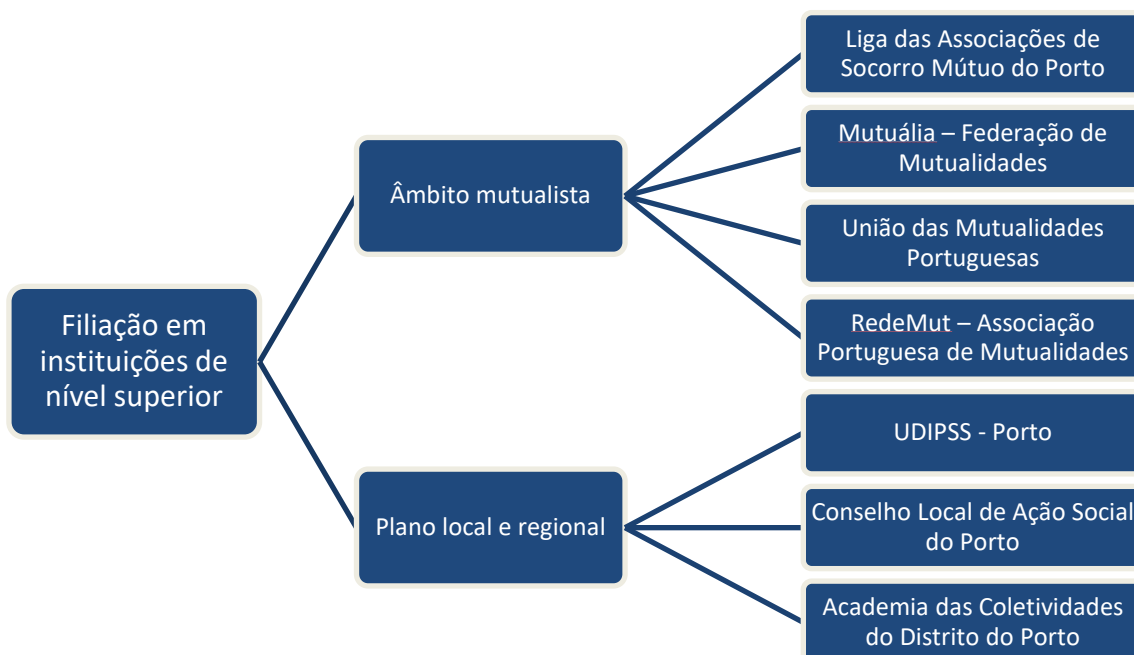 Filiação em
instituições de
nível superior
Âmbito mutualista
Liga das Associações de
Socorro Mútuo do Porto
Mutuália – Federação de
Mutualidades
União das Mutualidades
Portuguesas
RedeMut – Associação
Portuguesa de Mutualidades
Plano local e regional
UDIPSS - Porto
Conselho Local de Ação Social
do Porto
Academia das Coletividades
do Distrito do Porto